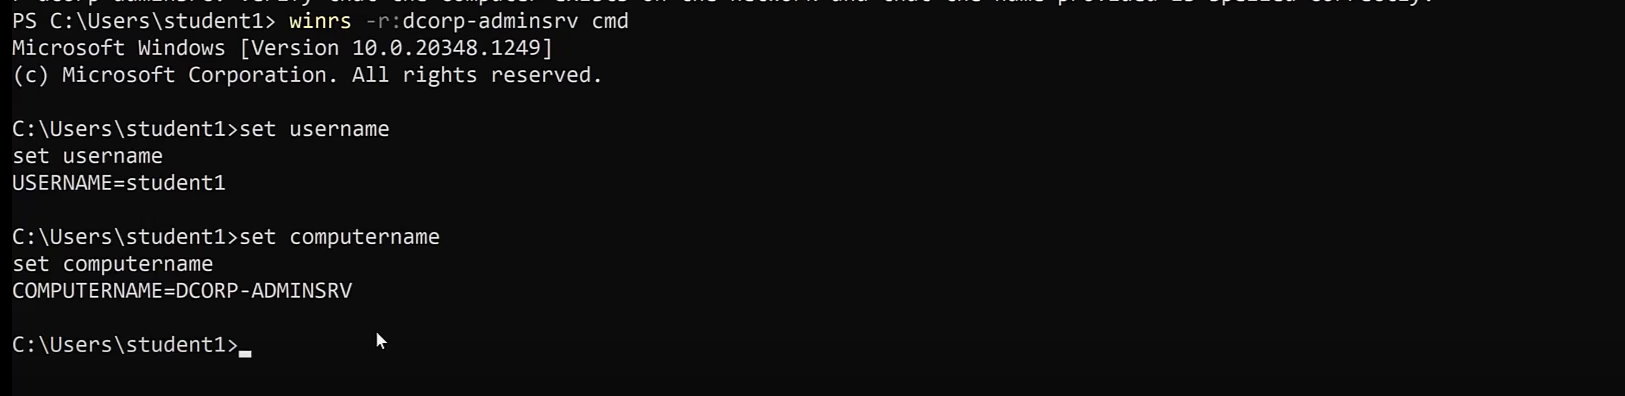 PS C:\Users\student1> winrs -r:dcorp-adminsrv cmd
Microsoft Windows [Version 10.0.20348.1249]
(c) Microsoft Corporation. All rights reserved.
C:\Users\student1>set username
set username
USERNAME=student1
C:\Users\student1>set computername
set computername
COMPUTERNAME=DCORP-ADMINSRV
C:\Users\student1>